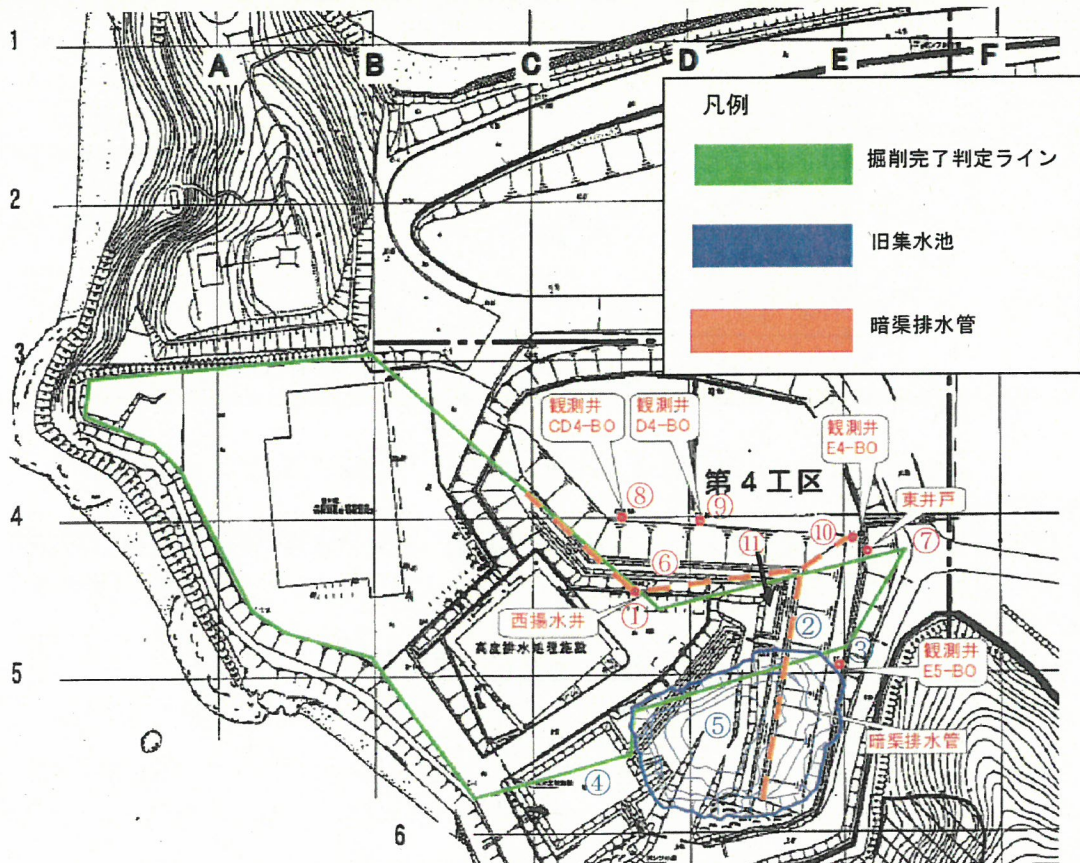 1
A B C D E F
凡例
掘削完了判定ライン
2
旧集水池
暗渠排水管
3
観測井
CD4-BO
観測井
D4-BO
観測井
E4-BO
第4工区
東井戸
⑧
⑨
⑩
⑦
4
⑪
⑥
西揚水井
①
②
高度排水処理施設
③
観測井
E5-BO
5
⑤
暗渠排水管
④
6